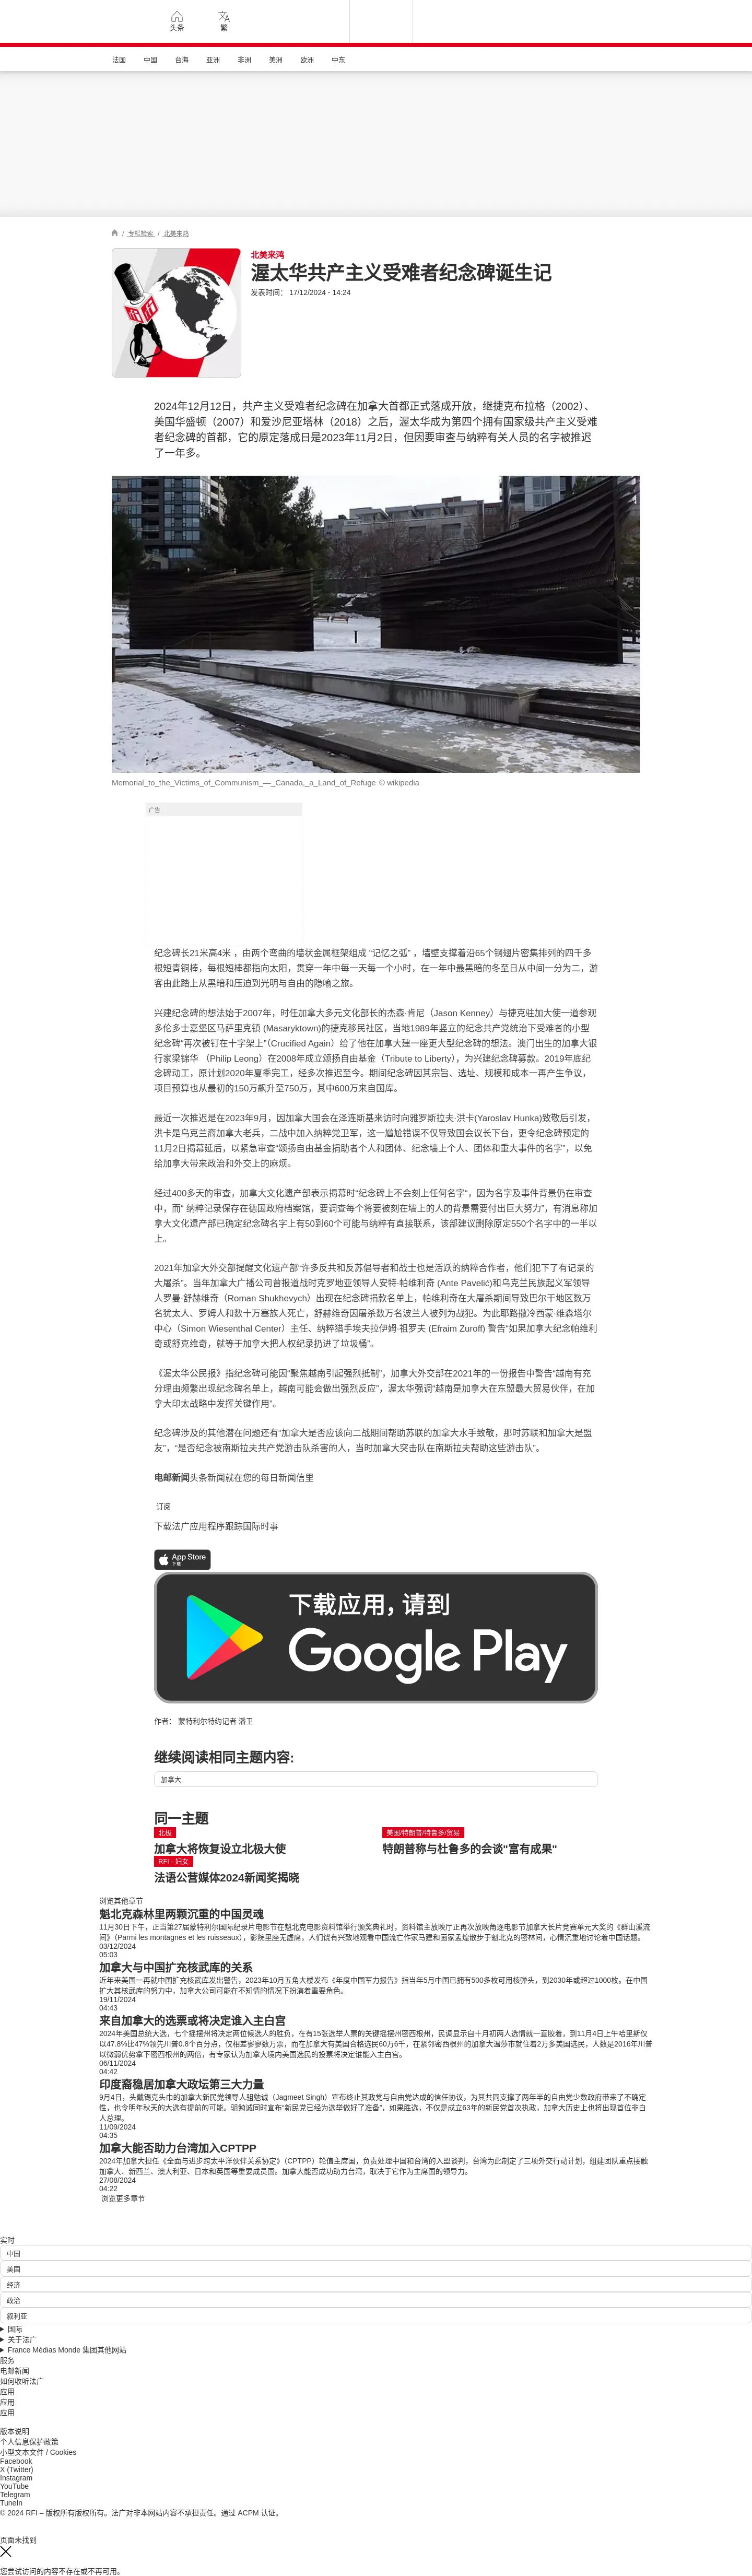 头条
繁
法国 中国 台海 亚洲 非洲 美洲 欧洲 中东
/ 专栏检索 / 北美来鸿
北美来鸿
渥太华共产主义受难者纪念碑诞生记
发表时间： 17/12/2024 - 14:24
2024年12月12日，共产主义受难者纪念碑在加拿大首都正式落成开放，继捷克布拉格（2002）、
美国华盛顿（2007）和爱沙尼亚塔林（2018）之后，渥太华成为第四个拥有国家级共产主义受难
者纪念碑的首都，它的原定落成日是2023年11月2日，但因要审查与纳粹有关人员的名字被推迟
了一年多。
Memorial_to_the_Victims_of_Communism_—_Canada,_a_Land_of_Refuge © wikipedia
广告
纪念碑长21米高4米 ，由两个弯曲的墙状金属框架组成 “记忆之弧” ，墙壁支撑着沿65个钢翅片密集排列的四千多
根短青铜棒，每根短棒都指向太阳，贯穿一年中每一天每一个小时，在一年中最黑暗的冬至日从中间一分为二，游
客由此踏上从黑暗和压迫到光明与自由的隐喻之旅。
兴建纪念碑的想法始于2007年，时任加拿大多元文化部长的杰森·肯尼（Jason Kenney）与捷克驻加大使一道参观
多伦多士嘉堡区马萨里克镇 (Masaryktown)的捷克移民社区，当地1989年竖立的纪念共产党统治下受难者的小型
纪念碑“再次被钉在十字架上”（Crucified Again）给了他在加拿大建一座更大型纪念碑的想法。澳门出生的加拿大银
行家梁锦华 （Philip Leong）在2008年成立颂扬自由基金（Tribute to Liberty），为兴建纪念碑募款。2019年底纪
念碑动工，原计划2020年夏季完工，经多次推迟至今。期间纪念碑因其宗旨、选址、规模和成本一再产生争议，
项目预算也从最初的150万飙升至750万，其中600万来自国库。
最近一次推迟是在2023年9月，因加拿大国会在泽连斯基来访时向雅罗斯拉夫·洪卡(Yaroslav Hunka)致敬后引发，
洪卡是乌克兰裔加拿大老兵，二战中加入纳粹党卫军，这一尴尬错误不仅导致国会议长下台，更令纪念碑预定的
11月2日揭幕延后，以紧急审查“颂扬自由基金捐助者个人和团体、纪念墙上个人、团体和重大事件的名字”，以免
给加拿大带来政治和外交上的麻烦。
经过400多天的审查，加拿大文化遗产部表示揭幕时“纪念碑上不会刻上任何名字”，因为名字及事件背景仍在审查
中，而“ 纳粹记录保存在德国政府档案馆，要调查每个将要被刻在墙上的人的背景需要付出巨大努力”，有消息称加
拿大文化遗产部已确定纪念碑名字上有50到60个可能与纳粹有直接联系，该部建议删除原定550个名字中的一半以
上。
2021年加拿大外交部提醒文化遗产部“许多反共和反苏倡导者和战士也是活跃的纳粹合作者，他们犯下了有记录的
大屠杀”。当年加拿大广播公司曾报道战时克罗地亚领导人安特·帕维利奇 (Ante Pavelić)和乌克兰民族起义军领导
人罗曼·舒赫维奇（Roman Shukhevych）出现在纪念碑捐款名单上，帕维利奇在大屠杀期间导致巴尔干地区数万
名犹太人、罗姆人和数十万塞族人死亡，舒赫维奇因屠杀数万名波兰人被列为战犯。为此耶路撒冷西蒙·维森塔尔
中心（Simon Wiesenthal Center）主任、纳粹猎手埃夫拉伊姆·祖罗夫 (Efraim Zuroff) 警告“如果加拿大纪念帕维利
奇或舒克维奇，就等于加拿大把人权纪录扔进了垃圾桶”。
《渥太华公民报》指纪念碑可能因“聚焦越南引起强烈抵制”，加拿大外交部在2021年的一份报告中警告“越南有充
分理由频繁出现纪念碑名单上，越南可能会做出强烈反应”，渥太华强调“越南是加拿大在东盟最大贸易伙伴，在加
拿大印太战略中发挥关键作用”。
纪念碑涉及的其他潜在问题还有“加拿大是否应该向二战期间帮助苏联的加拿大水手致敬，那时苏联和加拿大是盟
友”，“是否纪念被南斯拉夫共产党游击队杀害的人，当时加拿大突击队在南斯拉夫帮助这些游击队”。
电邮新闻头条新闻就在您的每日新闻信里
订阅
下载法广应用程序跟踪国际时事
App Store
下载
下载应用，请到
Google Play
作者： 蒙特利尔特约记者 潘卫
继续阅读相同主题内容:
加拿大
同一主题
北极
加拿大将恢复设立北极大使
美国/特朗普/特鲁多/贸易
特朗普称与杜鲁多的会谈"富有成果"
RFI - 妇女
法语公营媒体2024新闻奖揭晓
浏览其他章节
魁北克森林里两颗沉重的中国灵魂
11月30日下午，正当第27届蒙特利尔国际纪录片电影节在魁北克电影资料馆举行颁奖典礼时，资料馆主放映厅正再次放映角逐电影节加拿大长片竞赛单元大奖的《群山溪流
间》（Parmi les montagnes et les ruisseaux），影院里座无虚席，人们饶有兴致地观看中国流亡作家马建和画家孟煌散步于魁北克的密林间，心情沉重地讨论着中国话题。
03/12/2024
05:03
加拿大与中国扩充核武库的关系
近年来美国一再就中国扩充核武库发出警告，2023年10月五角大楼发布《年度中国军力报告》指当年5月中国已拥有500多枚可用核弹头，到2030年或超过1000枚。在中国
扩大其核武库的努力中，加拿大公司可能在不知情的情况下扮演着重要角色。
19/11/2024
04:43
来自加拿大的选票或将决定谁入主白宫
2024年美国总统大选，七个摇摆州将决定两位候选人的胜负，在有15张选举人票的关键摇摆州密西根州，民调显示自十月初两人选情就一直胶着，到11月4日上午哈里斯仅
以47.8%比47%领先川普0.8个百分点，仅相差寥寥数万票，而在加拿大有美国合格选民60万6千，在紧邻密西根州的加拿大温莎市就住着2万多美国选民，人数是2016年川普
以微弱优势拿下密西根州的两倍，有专家认为加拿大境内美国选民的投票将决定谁能入主白宫。
06/11/2024
04:42
印度裔稳居加拿大政坛第三大力量
9月4日，头戴锡克头巾的加拿大新民党领导人驵勉诚（Jagmeet Singh）宣布终止其政党与自由党达成的信任协议，为其共同支撑了两年半的自由党少数政府带来了不确定
性，也令明年秋天的大选有提前的可能。驵勉诚同时宣布“新民党已经为选举做好了准备”，如果胜选，不仅是成立63年的新民党首次执政，加拿大历史上也将出现首位非白
人总理。
11/09/2024
04:35
加拿大能否助力台湾加入CPTPP
2024年加拿大担任《全面与进步跨太平洋伙伴关系协定》（CPTPP）轮值主席国，负责处理中国和台湾的入盟谈判，台湾为此制定了三项外交行动计划，组建团队重点接触
加拿大、新西兰、澳大利亚、日本和英国等重要成员国。加拿大能否成功助力台湾，取决于它作为主席国的领导力。
27/08/2024
04:22
浏览更多章节
实时
中国
美国
经济
政治
叙利亚
国际
关于法广
France Médias Monde 集团其他网站
服务
电邮新闻
如何收听法广
应用
应用
应用
版本说明
个人信息保护政策
小型文本文件 / Cookies
Facebook
X (Twitter)
Instagram
YouTube
Telegram
TuneIn
© 2024 RFI – 版权所有版权所有。法广对非本网站内容不承担责任。通过 ACPM 认证。
页面未找到
您尝试访问的内容不存在或不再可用。